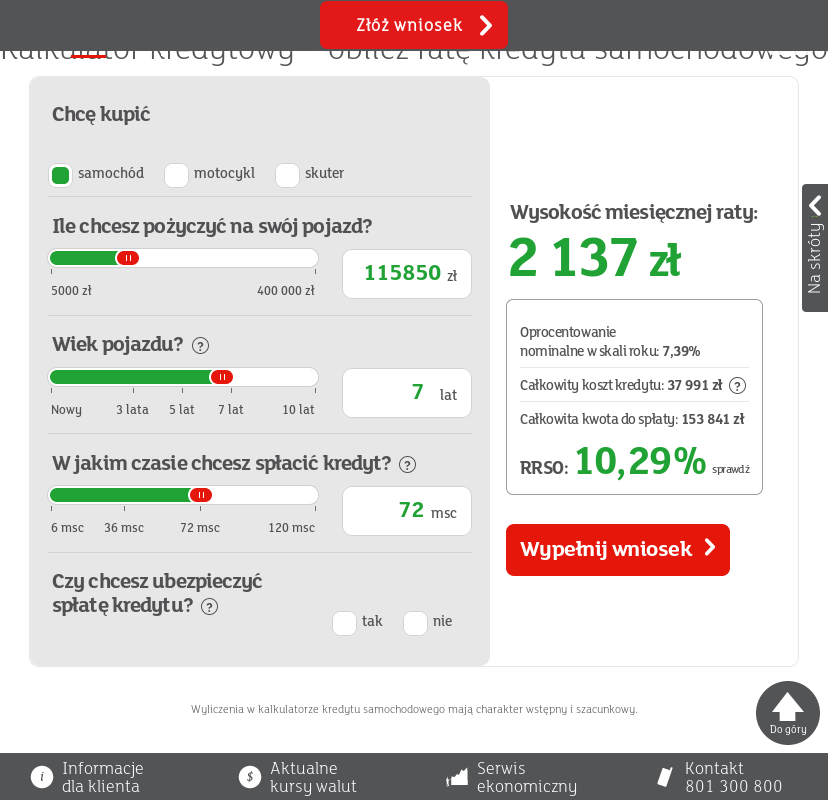 Złóż wniosek
Kalkulator kredytowy - oblicz ratę kredytu samochodowego
Chcę kupić
samochód motocykl skuter
Ile chcesz pożyczyć na swój pojazd?
115850 zł
5000 zł 400 000 zł
Wiek pojazdu? ?
7 lat
Nowy 3 lata 5 lat 7 lat 10 lat
W jakim czasie chcesz spłacić kredyt? ?
72 msc
6 msc 36 msc 72 msc 120 msc
Czy chcesz ubezpieczyć
spłatę kredytu? ?
tak nie
Wysokość miesięcznej raty:
2 137 zł
Oprocentowanie
nominalne w skali roku: 7,39%
Całkowity koszt kredytu: 37 991 zł ?
Całkowita kwota do spłaty: 153 841 zł
RRSO: 10,29% sprawdź
Wypełnij wniosek
Na skróty
Wyliczenia w kalkulatorze kredytu samochodowego mają charakter wstępny i szacunkowy.
Do góry
i Informacje
dla klienta
$ Aktualne
kursy walut
Serwis
ekonomiczny
Kontakt
801 300 800